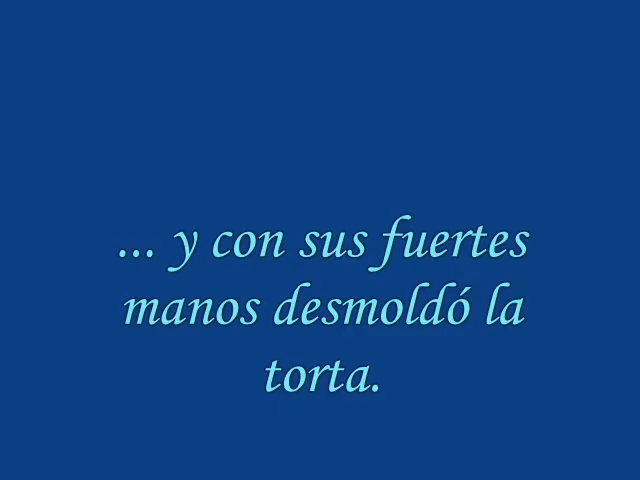 ... y con sus fuertes
manos desmoldó la
torta.